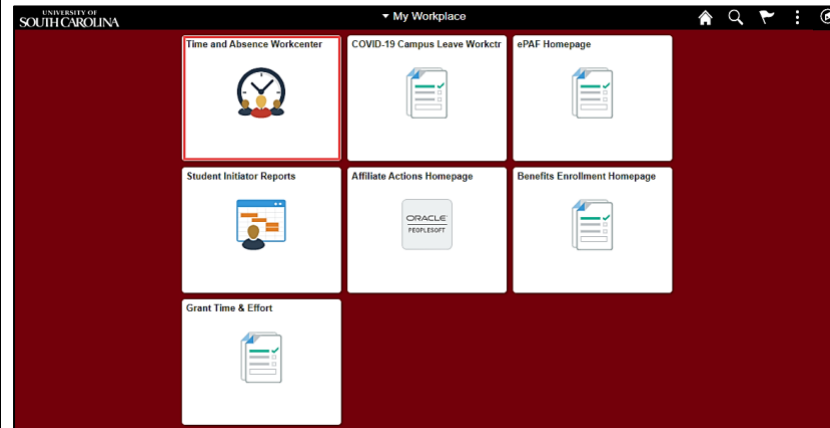 UNIVERSITY OF
SOUTH CAROLINA
My Workplace
Time and Absence Workcenter
COVID-19 Campus Leave Workctr
ePAF Homepage
Student Initiator Reports
Affiliate Actions Homepage
Benefits Enrollment Homepage
ORACLE
PEOPLESOFT
Grant Time & Effort